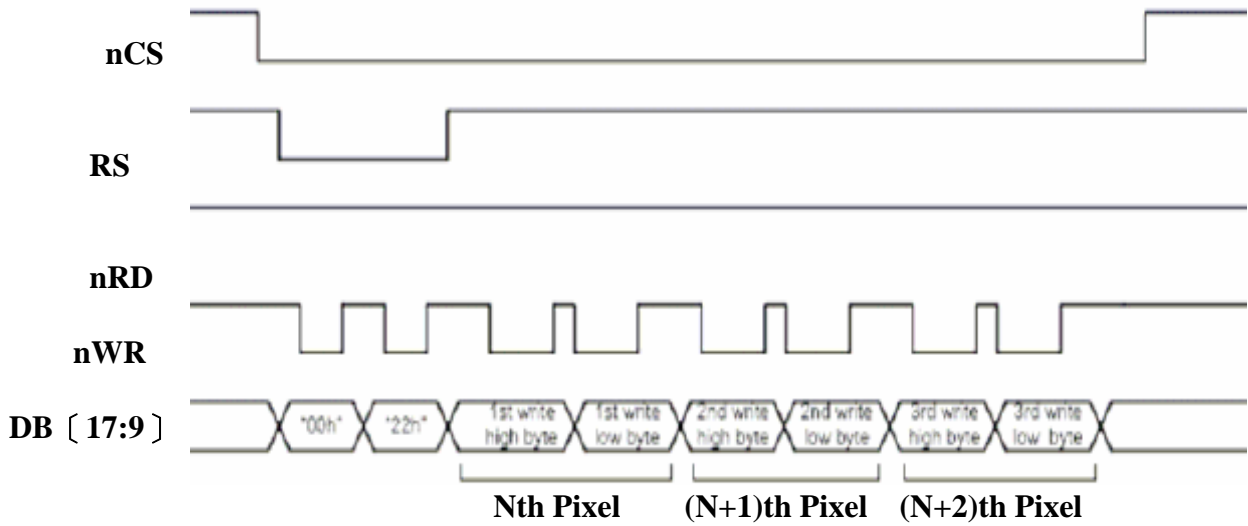 nCS
RS
nRD
nWR
DB〔17:9〕
"00h"
"22h"
1st write
high byte
1st write
low byte
2nd write
high byte
2nd write
low byte
3rd write
high byte
3rd write
low byte
Nth Pixel
(N+1)th Pixel
(N+2)th Pixel